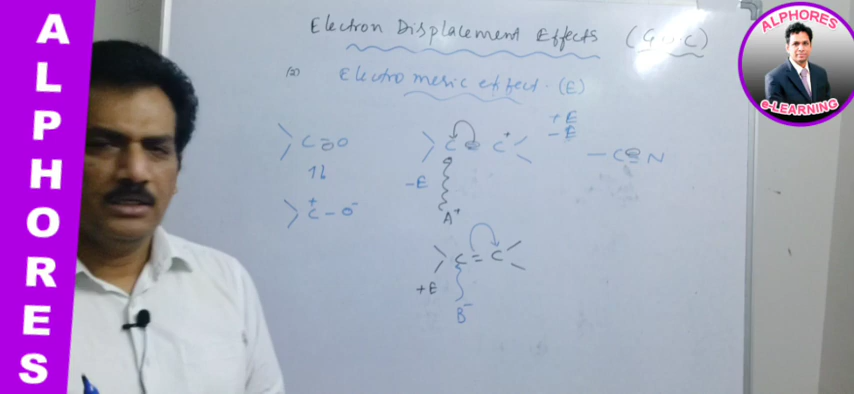 ALPHORES
ALPHORES
e-LEARNING
Electron Displacement Effects (G.O.C)
(2) Electromeric effect. (E)
+E
-E
C=O
C = C+
- C≡N
-E
A+
+C - O-
C = C
+E
B-